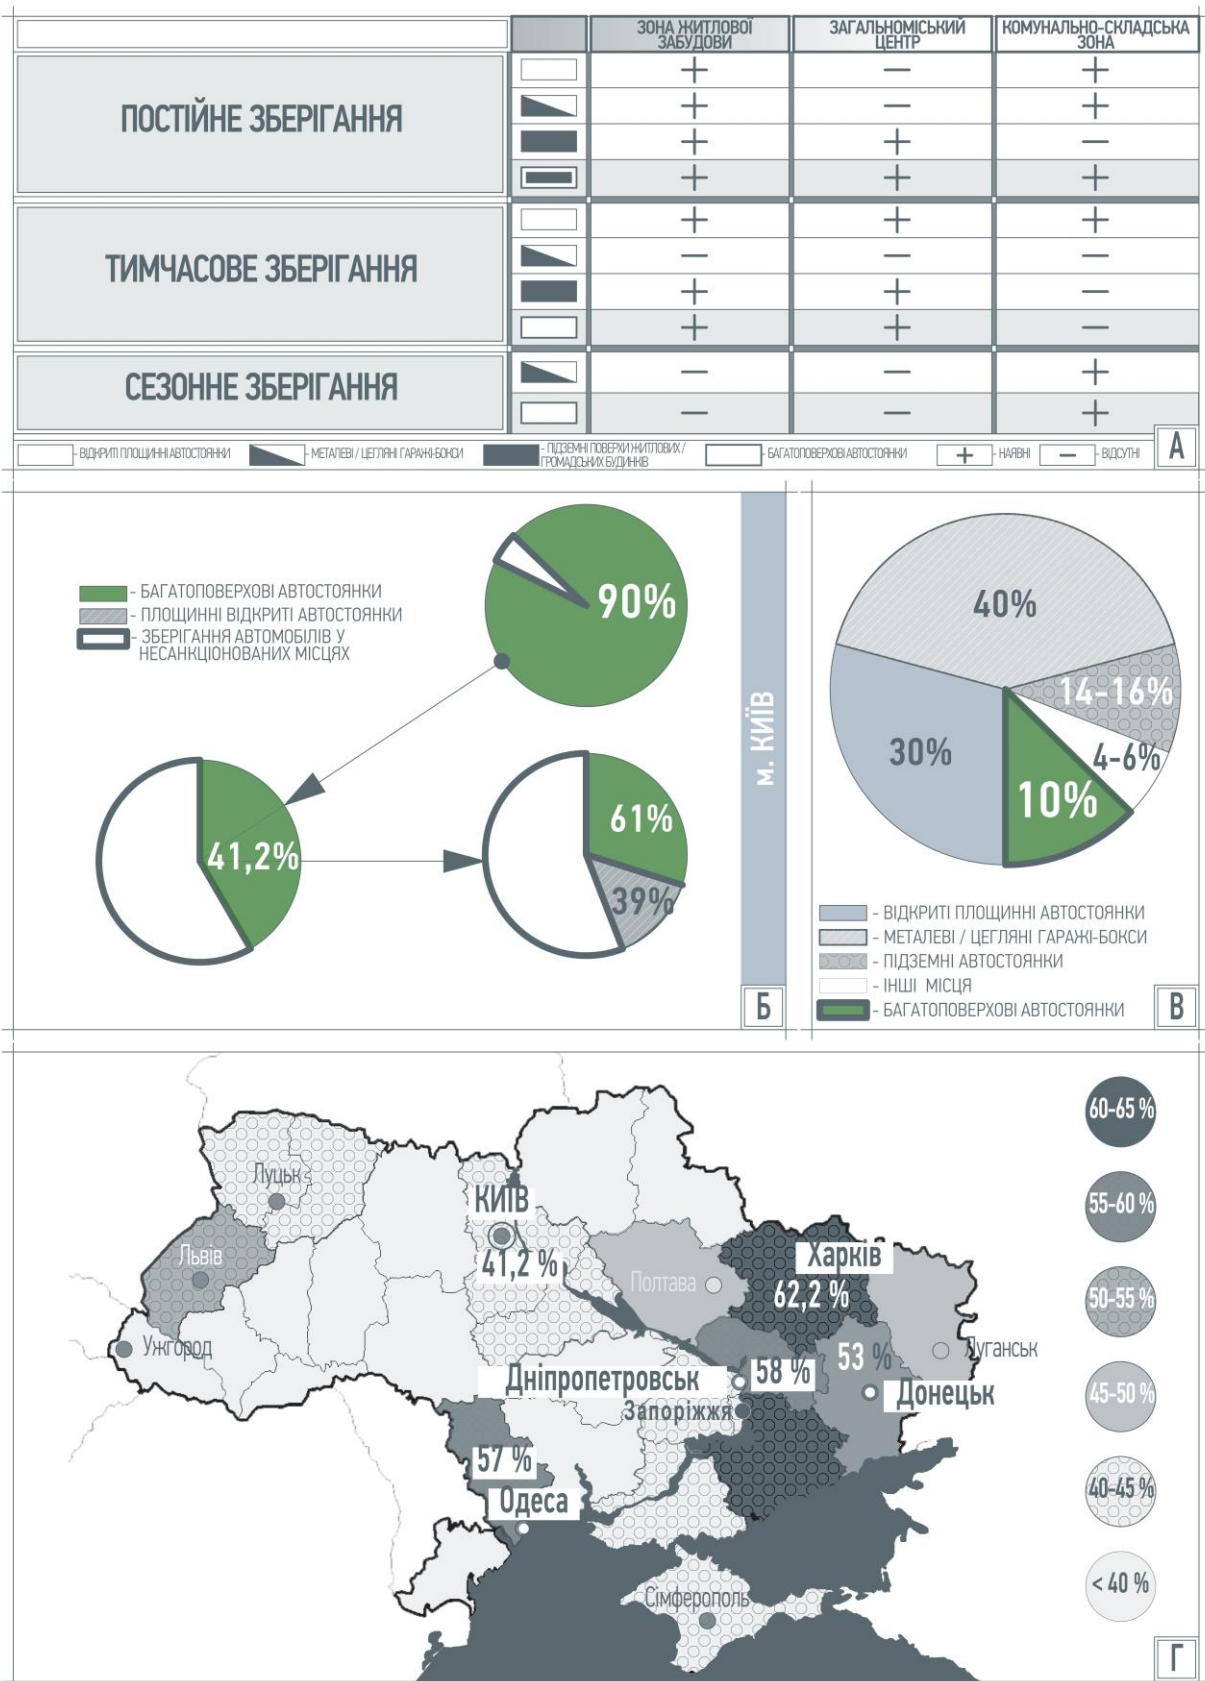 ЗОНА ЖИТЛОВОЇ
ЗАБУДОВИ
ЗАГАЛЬНОМІСЬКИЙ
ЦЕНТР
КОМУНАЛЬНО-СКЛАДСЬКА
ЗОНА
ПОСТІЙНЕ ЗБЕРІГАННЯ
+ — +
+ — +
+ + —
+ + +
ТИМЧАСОВЕ ЗБЕРІГАННЯ
+ + +
— — —
+ + —
+ + —
СЕЗОННЕ ЗБЕРІГАННЯ
— — +
— — +
- ВІДКРИТІ ПЛОЩИННІ АВТОСТОЯНКИ
- МЕТАЛЕВІ / ЦЕГЛЯНІ ГАРАЖІ-БОКСИ
- ПІДЗЕМНІ ПОВЕРХИ ЖИТЛОВИХ /
ГРОМАДСЬКИХ БУДИНКІВ
- БАГАТОПОВЕРХОВІ АВТОСТОЯНКИ
+ - НАЯВНІ
— - ВІДСУТНІ
А
- БАГАТОПОВЕРХОВІ АВТОСТОЯНКИ
- ПЛОЩИННІ ВІДКРИТІ АВТОСТОЯНКИ
- ЗБЕРІГАННЯ АВТОМОБІЛІВ У
НЕСАНКЦІОНОВАНИХ МІСЦЯХ
90%
41,2%
61%
39%
м. КИЇВ
Б
40%
14-16%
4-6%
10%
30%
- ВІДКРИТІ ПЛОЩИННІ АВТОСТОЯНКИ
- МЕТАЛЕВІ / ЦЕГЛЯНІ ГАРАЖІ-БОКСИ
- ПІДЗЕМНІ АВТОСТОЯНКИ
- ІНШІ МІСЦЯ
- БАГАТОПОВЕРХОВІ АВТОСТОЯНКИ
В
Луцьк
КИЇВ
41,2 %
Львів
Полтава
Харків
62,2 %
Ужгород
Луганськ
Дніпропетровськ
58 %
53 %
Донецьк
Запоріжжя
57 %
Одеса
Сімферополь
60-65 %
55-60 %
50-55 %
45-50 %
40-45 %
< 40 %
Г